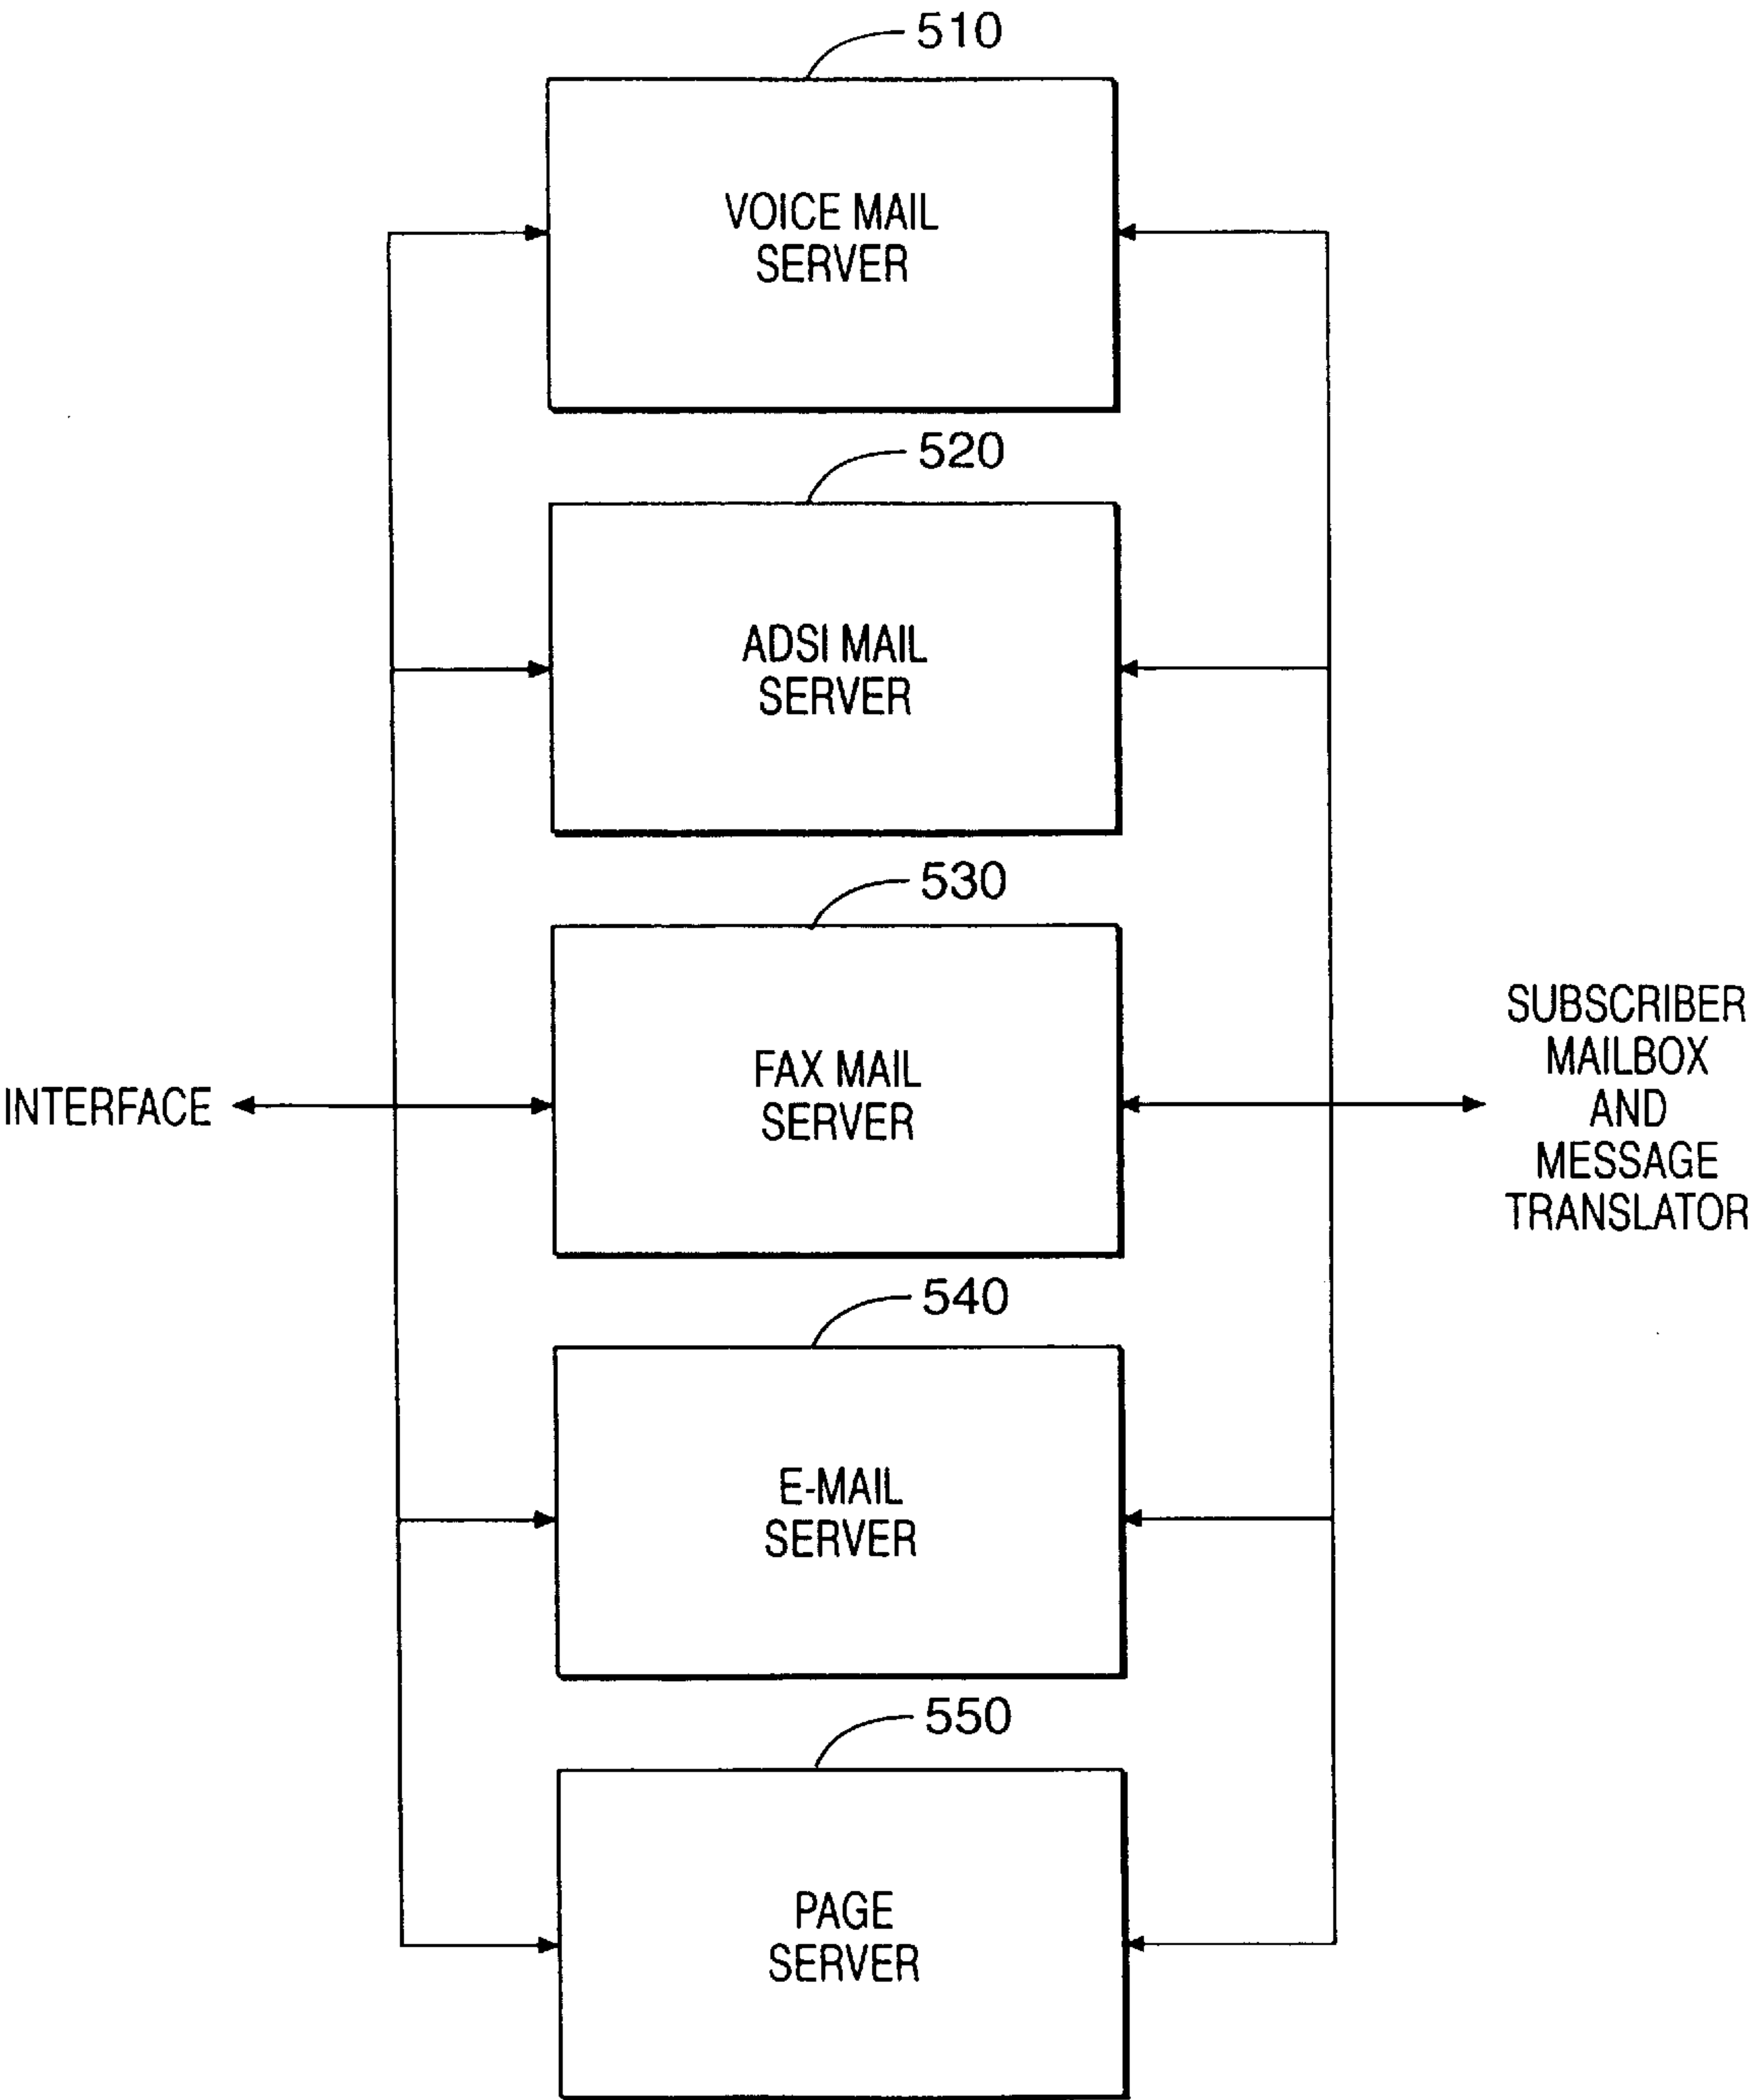 510
VOICE MAIL
SERVER
520
ADSI MAIL
SERVER
530
FAX MAIL
SERVER
INTERFACE
SUBSCRIBER
MAILBOX
AND
MESSAGE
TRANSLATOR
540
E-MAIL
SERVER
550
PAGE
SERVER